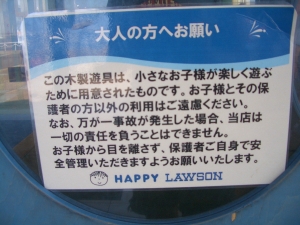 大人の方へお願い
この木製遊具は、小さなお子様が楽しく遊ぶ
ために用意されたものです。お子様とその保
護者の方以外の利用はご遠慮ください。
なお、万が一事故が発生した場合、当店は
一切の責任を負うことはできません。
お子様から目を離さず、保護者ご自身で安
全管理いただきますようお願いいたします。
HAPPY LAWSON